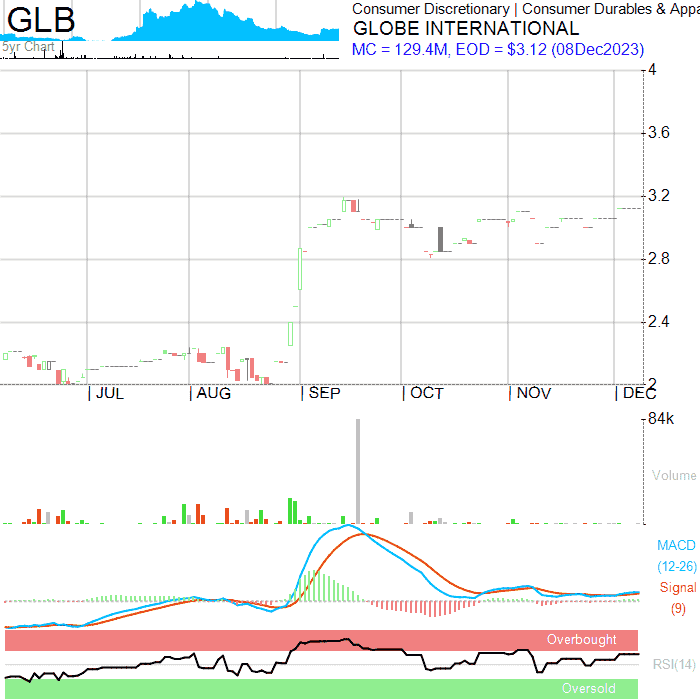 GLB
5yr Chart
Consumer Discretionary | Consumer Durables & Appa
GLOBE INTERNATIONAL
MC = 129.4M, EOD = $3.12 (08Dec2023)
4
3.6
3.2
2.8
2.4
2
JUL
AUG
SEP
OCT
NOV
DEC
84k
Volume
MACD
(12-26)
Signal
(9)
Overbought
RSI(14)
Oversold